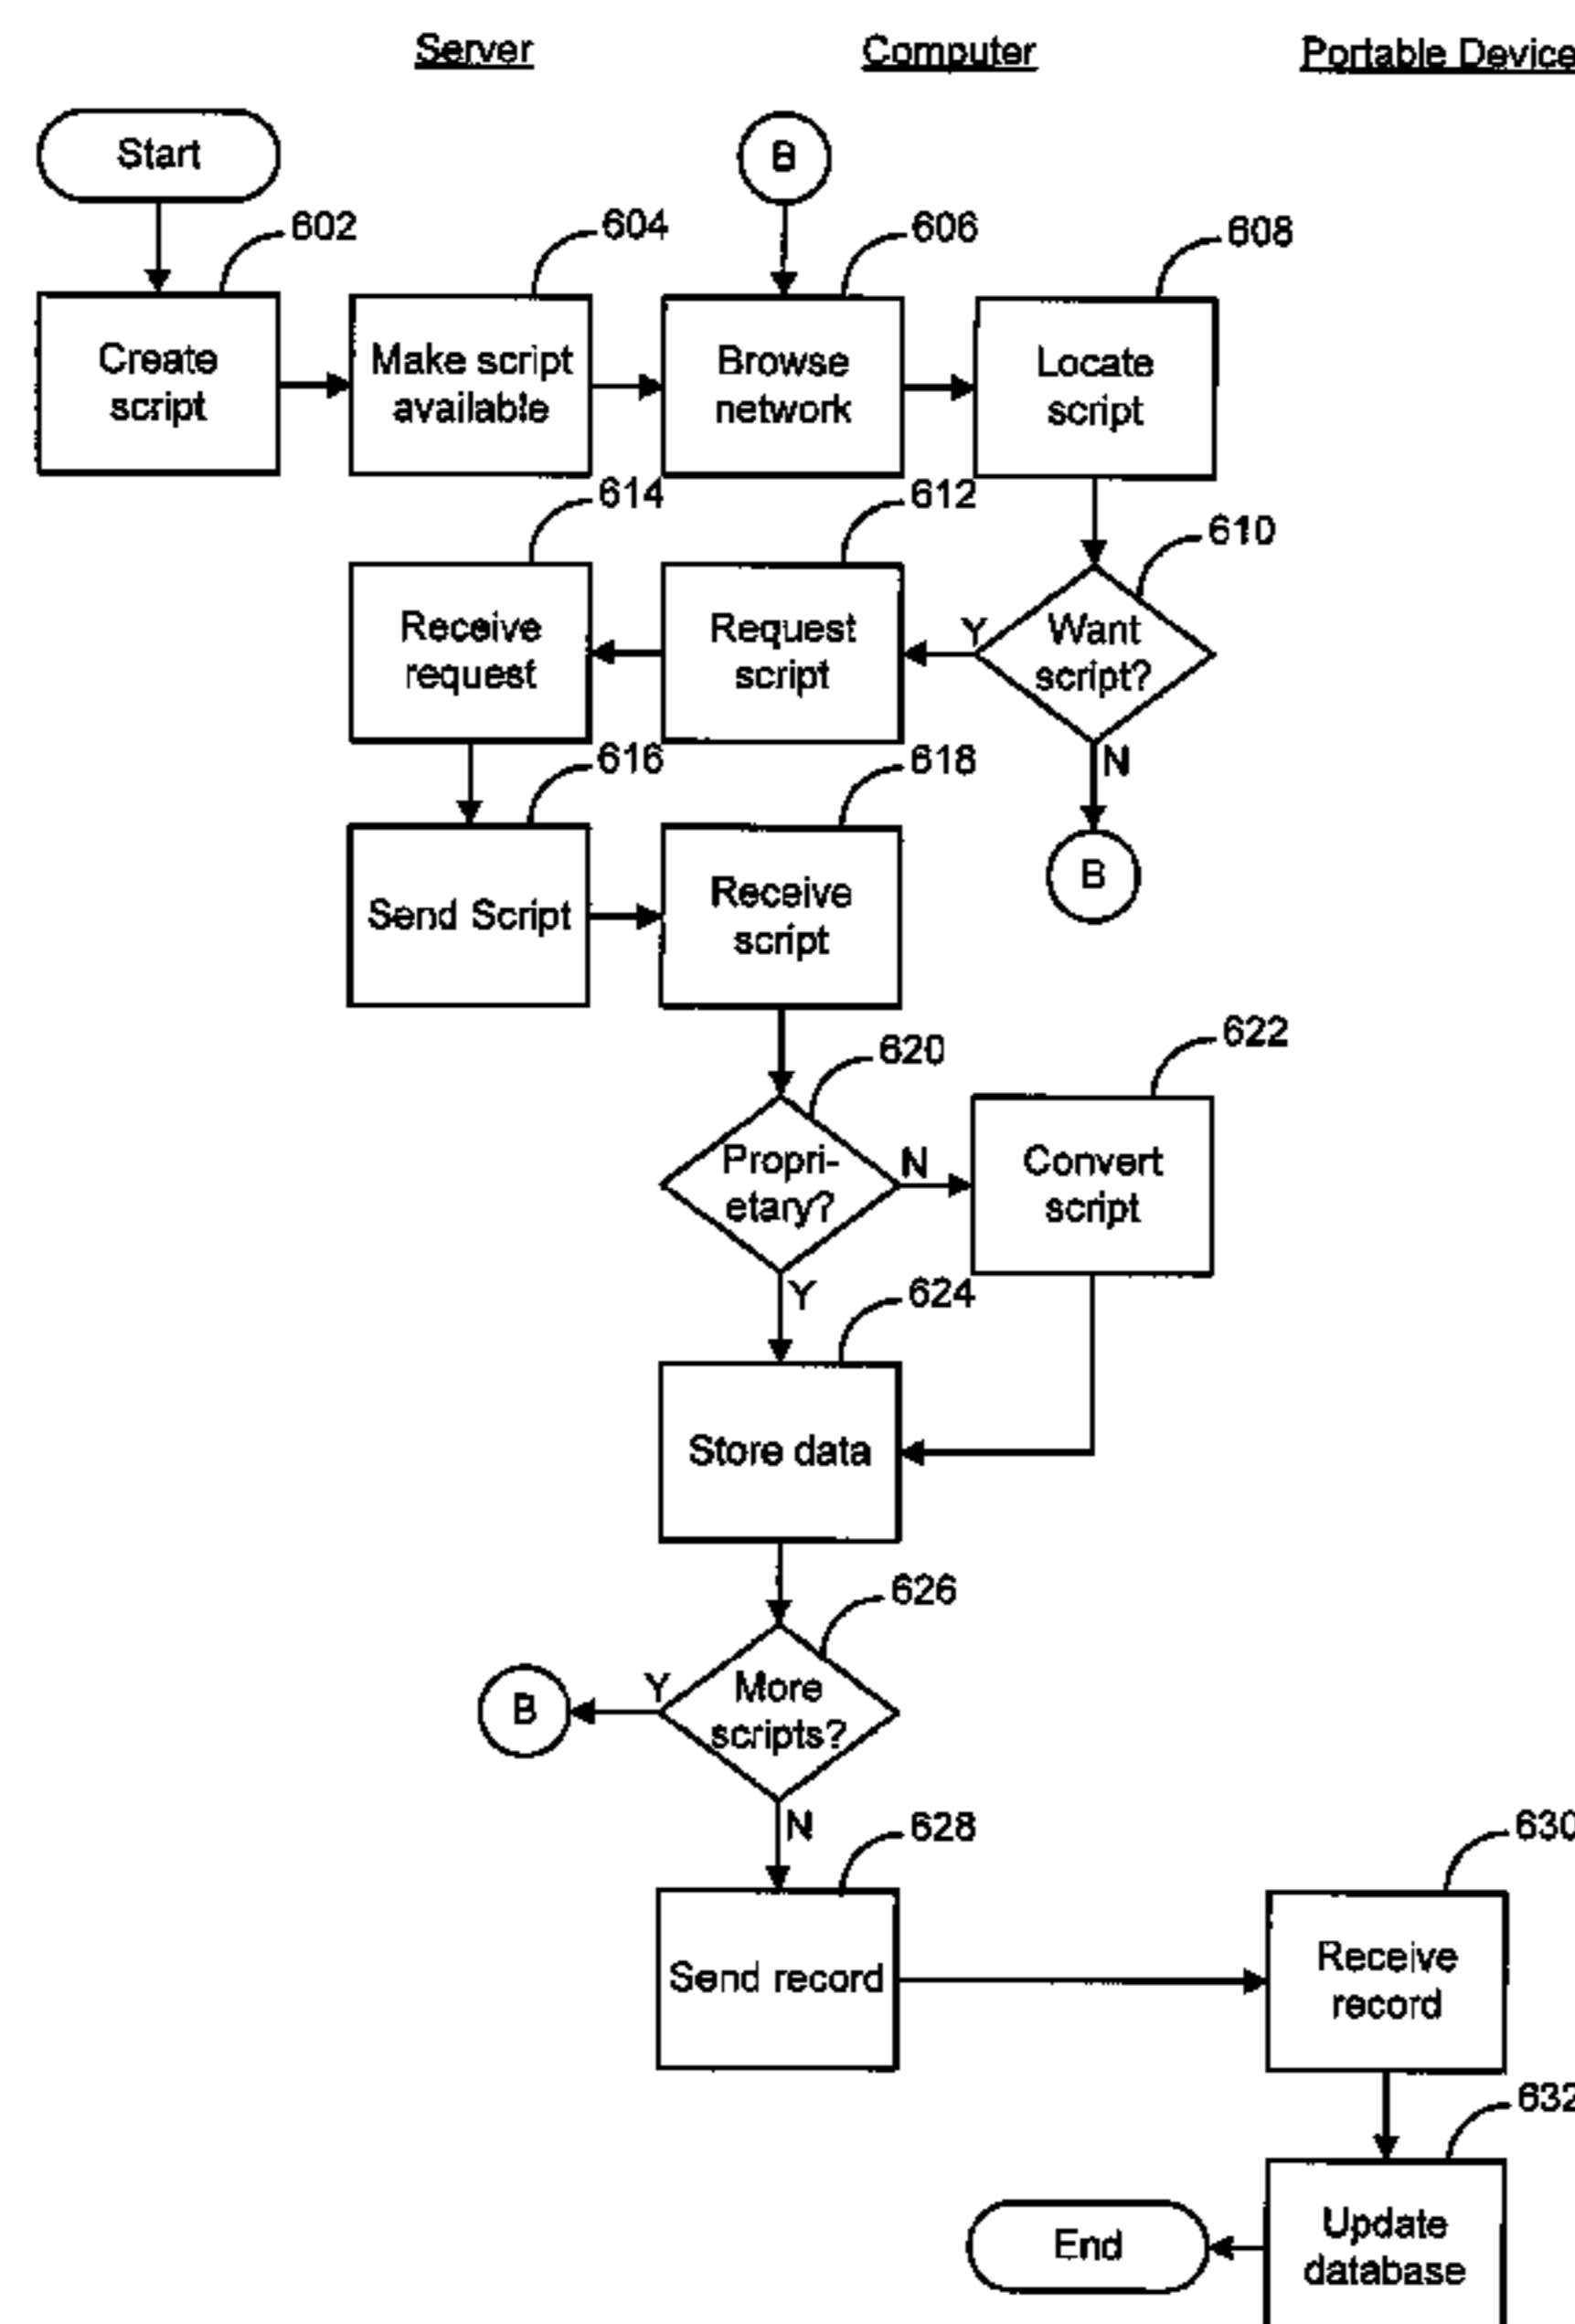 Server
Computer
Portable Device
Start
B
602
604
606
608
Create
script
Make script
available
Browse
network
Locate
script
614
612
610
Receive
request
Request
script
Y
Want
script?
N
616
618
B
Send Script
Receive
script
620
622
Propri-
etary?
N
Convert
script
Y
624
Store data
626
B
Y
More
scripts?
N
628
630
Send record
Receive
record
632
End
Update
database